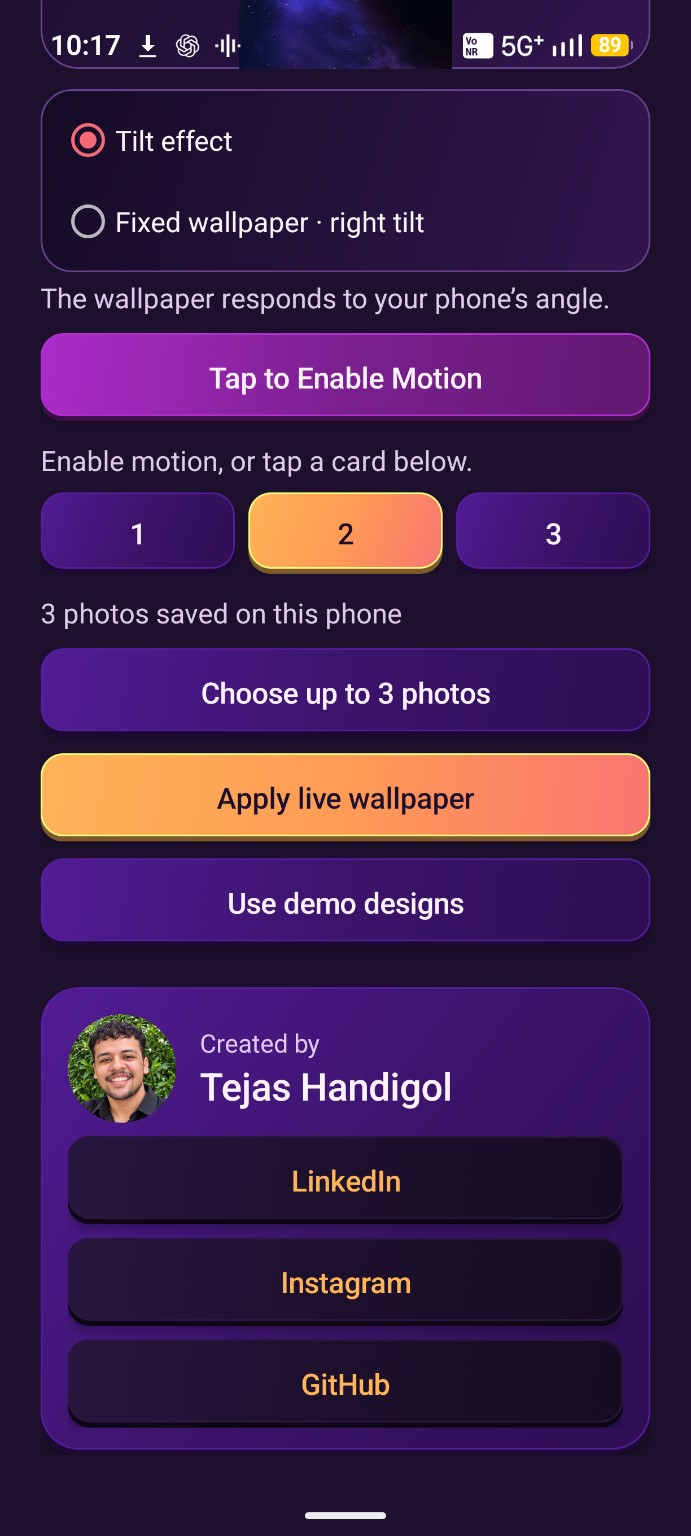 10:17
Vo
NR
5G+
89
Tilt effect
Fixed wallpaper · right tilt
The wallpaper responds to your phone’s angle.
Tap to Enable Motion
Enable motion, or tap a card below.
1
2
3
3 photos saved on this phone
Choose up to 3 photos
Apply live wallpaper
Use demo designs
Created by
Tejas Handigol
LinkedIn
Instagram
GitHub